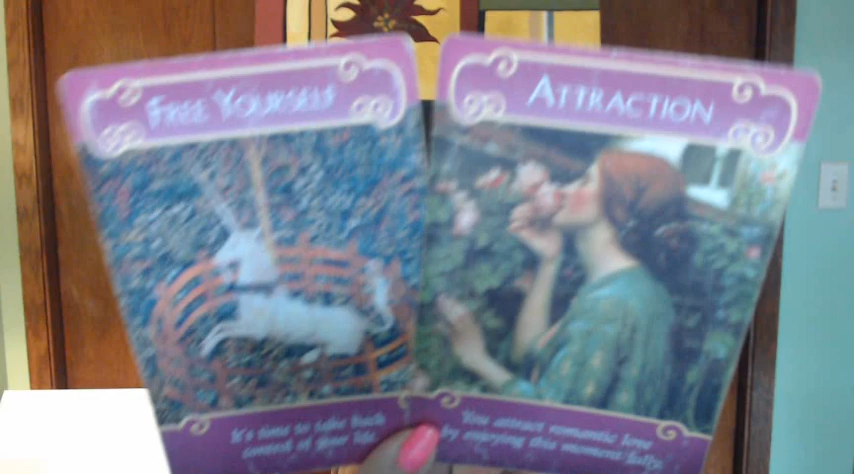 FREE YOURSELF
It's time to take back
control of your life.
ATTRACTION
You attract romantic love
by enjoying this moment fully.